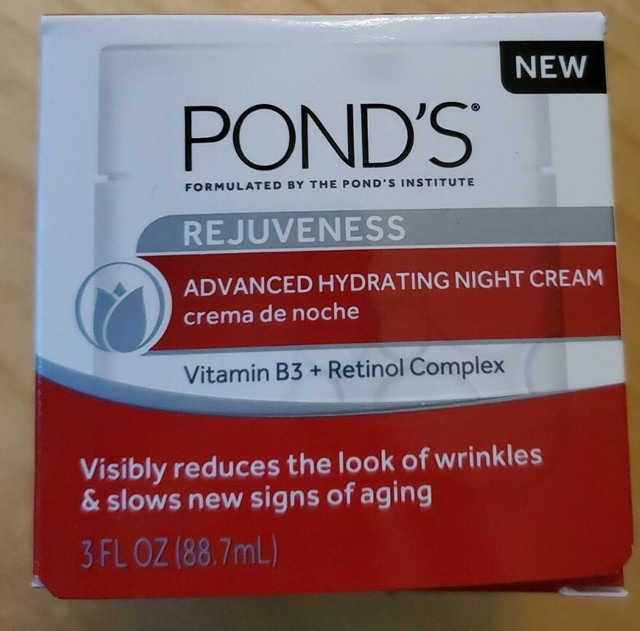 NEW
POND'S®
FORMULATED BY THE POND'S INSTITUTE
REJUVENESS
ADVANCED HYDRATING NIGHT CREAM
crema de noche
Vitamin B3 + Retinol Complex
Visibly reduces the look of wrinkles
& slows new signs of aging
3 FL OZ (88.7mL)